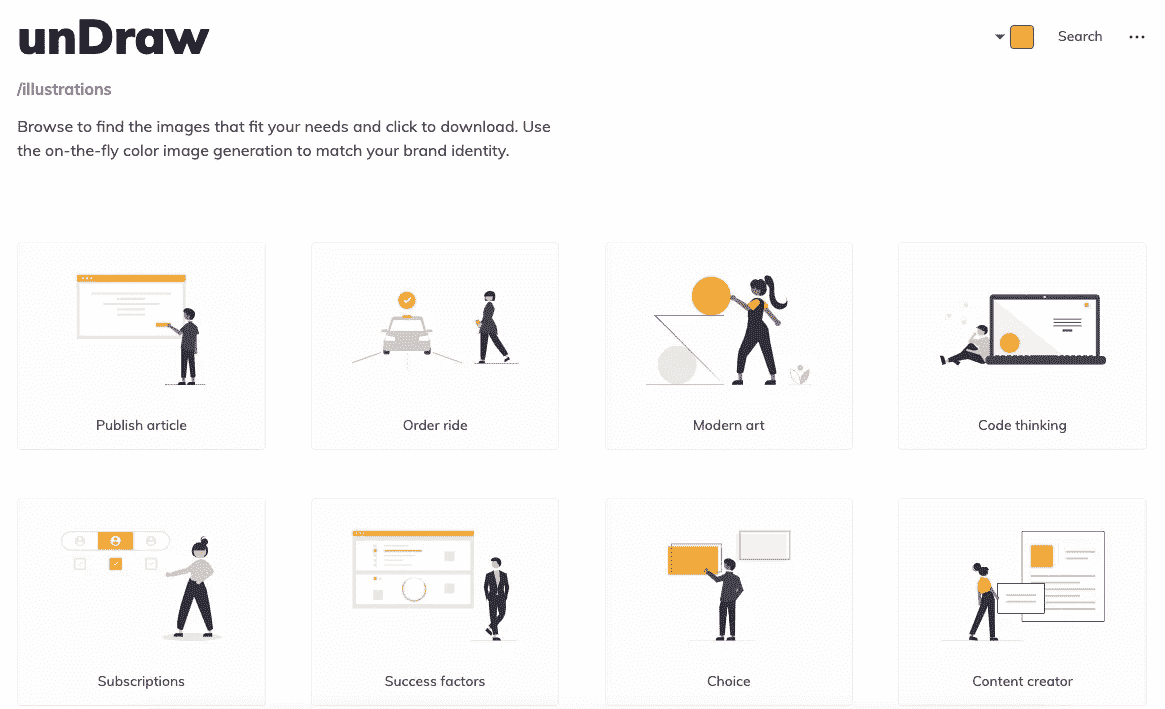 unDraw
Search
/illustrations
Browse to find the images that fit your needs and click to download. Use
the on-the-fly color image generation to match your brand identity.
Publish article
Order ride
Modern art
Code thinking
Subscriptions
Success factors
Choice
Content creator